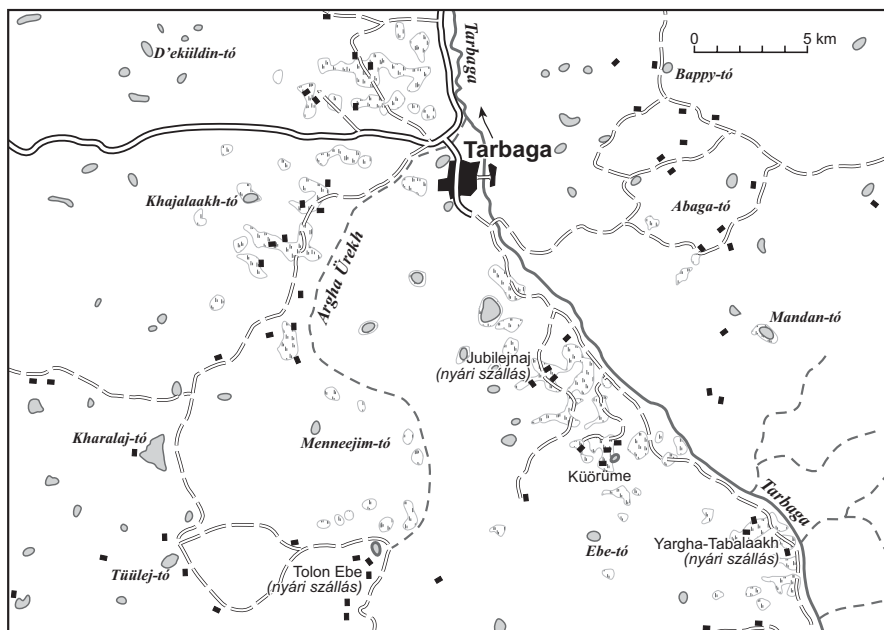 D'eküldin-tó
Tarbaga
0 5 km
Bappy-tó
Tarbaga
Khajalaakh-tó
Abaga-tó
Argha Ürekh
Mandan-tó
Jubilejnaj
(nyári szállás)
Kharalaj-tó
Menneejim-tó
Küörüme
Tarbaga
Ebe-tó
Yargha-Tabalaakh
(nyári szállás)
Tüülej-tó
Tolon Ebe
(nyári szállás)